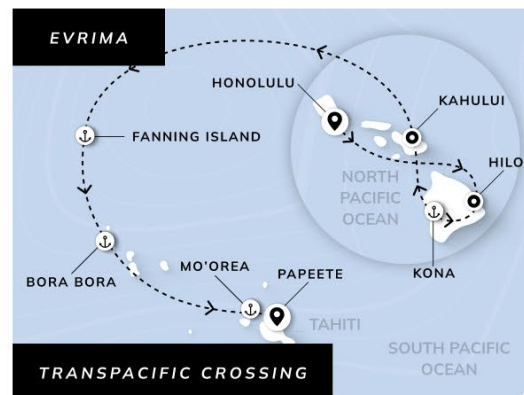 EVRIMA
HONOLULU
KAHULUI
FANNING ISLAND
HILO
NORTH
PACIFIC
OCEAN
BORA BORA
MO'OREA
PAPEETE
KONA
TAHITI
SOUTH PACIFIC
OCEAN
TRANSPACIFIC CROSSING